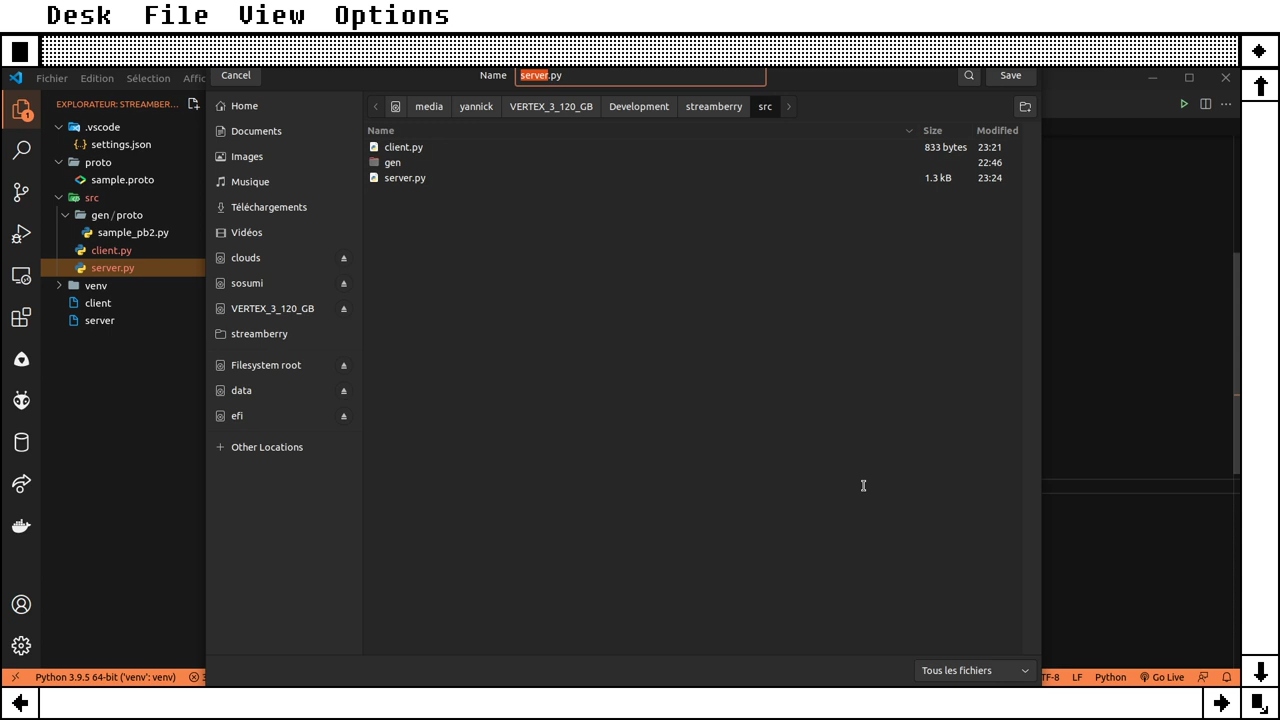 Desk File View Options
Fichier Edition Sélection Affic
Cancel Name server.py Save
EXPLORATEUR: STREAMBER...
.vscode
settings.json
proto
sample.proto
src
gen / proto
sample_pb2.py
client.py
server.py
venv
client
server
1
Home
Documents
Images
Musique
Téléchargements
Vidéos
clouds
sosumi
VERTEX_3_120_GB
streamberry
Filesystem root
data
efi
Other Locations
media yannick VERTEX_3_120_GB Development streamberry src
Name Size Modified
client.py 833 bytes 23:21
gen 22:46
server.py 1.3 kB 23:24
Tous les fichiers
Python 3.9.5 64-bit ('venv': venv) 3 TF-8 LF Python Go Live